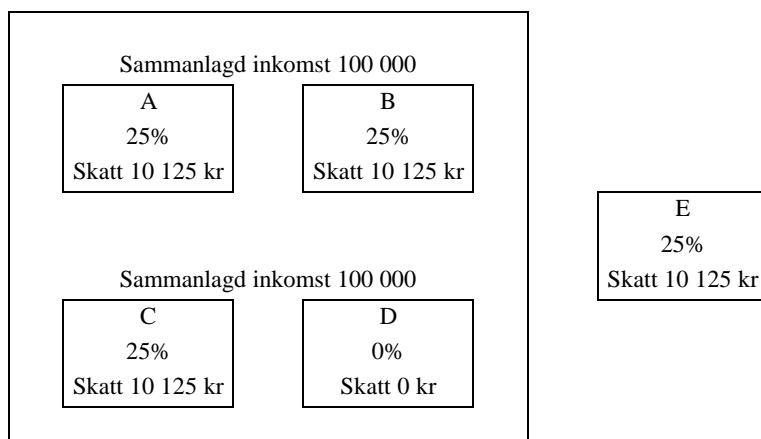 Sammanlagd inkomst 100 000
A
25%
Skatt 10 125 kr
B
25%
Skatt 10 125 kr
E
25%
Skatt 10 125 kr
Sammanlagd inkomst 100 000
C
25%
Skatt 10 125 kr
D
0%
Skatt 0 kr